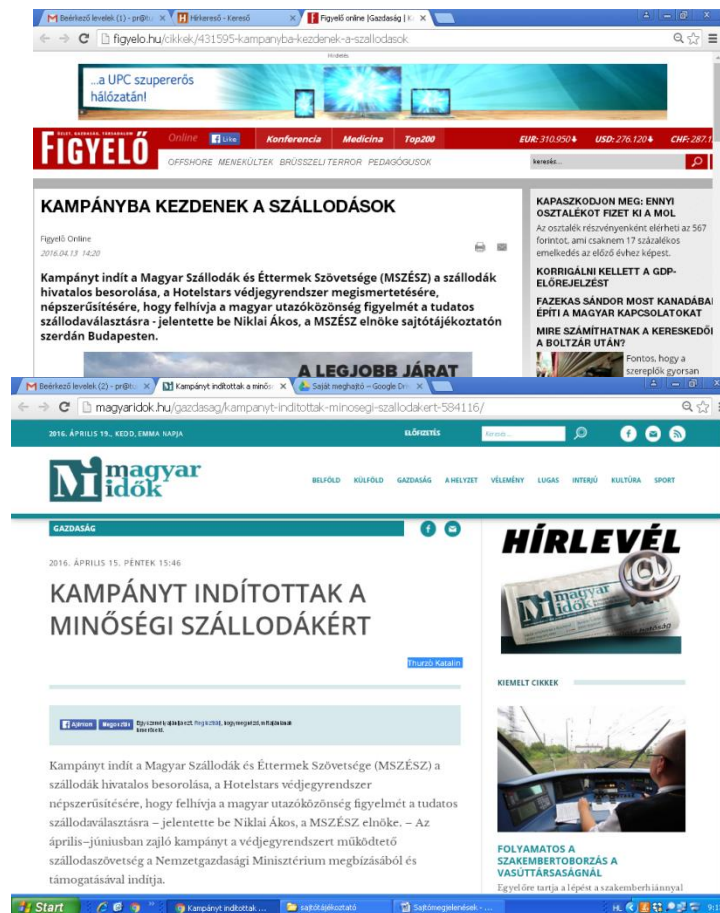 Beérkező levelek (1) - pr@tu
Hírkereső - Kereső
Figyelő online |Gazdaság | K
figyelo.hu/cikkek/431595-kampanyba-kezdenek-a-szallodasok
Hirdetés
...a UPC szupererős
hálózatán!
ÜZLET, GAZDASÁG, TÁRSADALOM
FIGYELŐ
Online
Like
Konferencia
Medicina
Top200
EUR: 310.950
USD: 276.120
CHF: 287.1
OFFSHORE MENEKÜLTEK BRÜSSZELI TERROR PEDAGÓGUSOK
keresés...
KAMPÁNYBA KEZDENEK A SZÁLLODÁSOK
Figyelő Online
2016.04.13 14:20
Kampányt indít a Magyar Szállodák és Éttermek Szövetsége (MSZÉSZ) a szállodák
hivatalos besorolása, a Hotelstars védjegyrendszer megismertetésére,
népszerűsítésére, hogy felhívja a magyar utazóközönség figyelmét a tudatos
szállodaválasztásra - jelentette be Niklai Ákos, a MSZÉSZ elnöke sajtótájékoztatón
szerdán Budapesten.
A LEGJOBB JÁRAT
KAPASZKODJON MEG: ENNYI
OSZTALÉKOT FIZET KI A MOL
Az osztalék részvényenként elérheti az 567
forintot, ami csaknem 17 százalékos
emelkedés az előző évhez képest.
KORRIGÁLNI KELLETT A GDP-
ELŐREJELZÉST
FAZEKAS SÁNDOR MOST KANADÁBAN
ÉPÍTI A MAGYAR KAPCSOLATOKAT
MIRE SZÁMÍTHATNAK A KERESKEDŐK
A BOLTZÁR UTÁN?
Fontos, hogy a
szereplők gyorsan
Beérkező levelek (2) - pr@tu
Kampányt indítottak a minős
Saját meghajtó – Google Dri
magyaridok.hu/gazdasag/kampanyt-inditottak-minosegi-szallodakert-584116/
2016. ÁPRILIS 19., KEDD, EMMA NAPJA
ELŐFIZETÉS
Keresés...
magyar
idők
BELFÖLD KÜLFÖLD GAZDASÁG A HELYZET VÉLEMÉNY LUGAS INTERJÚ KULTÚRA SPORT
GAZDASÁG
2016. ÁPRILIS 15. PÉNTEK 15:46
KAMPÁNYT INDÍTOTTAK A
MINŐSÉGI SZÁLLODÁKÉRT
Thurzó Katalin
Ajánlom
Megosztás
Kampányt indít a Magyar Szállodák és Éttermek Szövetsége (MSZÉSZ) a
szállodák hivatalos besorolása, a Hotelstars védjegyrendszer
népszerűsítésére, hogy felhívja a magyar utazóközönség figyelmét a tudatos
szállodaválasztásra – jelentette be Niklai Ákos, a MSZÉSZ elnöke. – Az
április–júniusban zajló kampányt a védjegyrendszert működtető
szállodaszövetség a Nemzetgazdasági Minisztérium megbízásából és
támogatásával indítja.
HÍRLEVÉL
magyar
idők
KIEMELT CIKKEK
FOLYAMATOS A
SZAKEMBERTOBORZÁS A
VASÚTTÁRSASÁGNÁL
Egyelőre tartja a lépést a szakemberhiánnyal
Start
Kampányt indítottak ...
sajtótájékoztató
Sajtómegjelenések - ...
HL